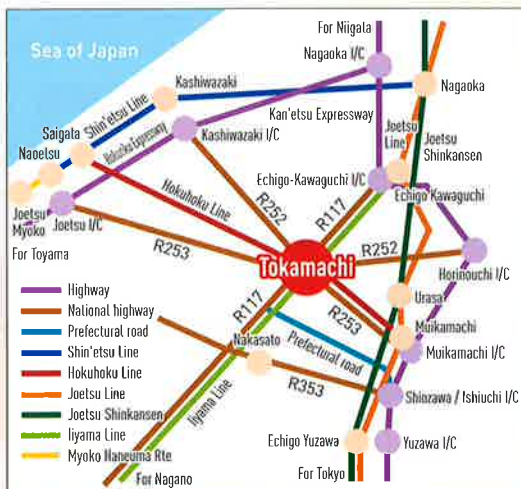 For Niigata
Nagaoka I/C
Sea of Japan
Kashiwazaki
Nagaoka
Shin'etsu Line
Kan'etsu Expressway
Saigata
Hokuriku Expressway
Kashiwazaki I/C
Joetsu
Line
Joetsu
Shinkansen
Naoetsu
Echigo-Kawaguchi I/C
Joetsu
Myoko
Joetsu I/C
Hokuhoku Line
R252
R117
Echigo Kawaguchi
For Toyama
R253
Tokamachi
R252
Horinouchi I/C
Highway
National highway
Prefectural road
Shin'etsu Line
Hokuhoku Line
Joetsu Line
Joetsu Shinkansen
Iiyama Line
Myoko Haneuma Rte
R117
R253
Urasa
Muikamachi
Nakasato
Prefectural road
Muikamachi I/C
Iiyama Line
R353
Shiozawa / Ishiuchi I/C
Echigo Yuzawa
Yuzawa I/C
For Nagano
For Tokyo